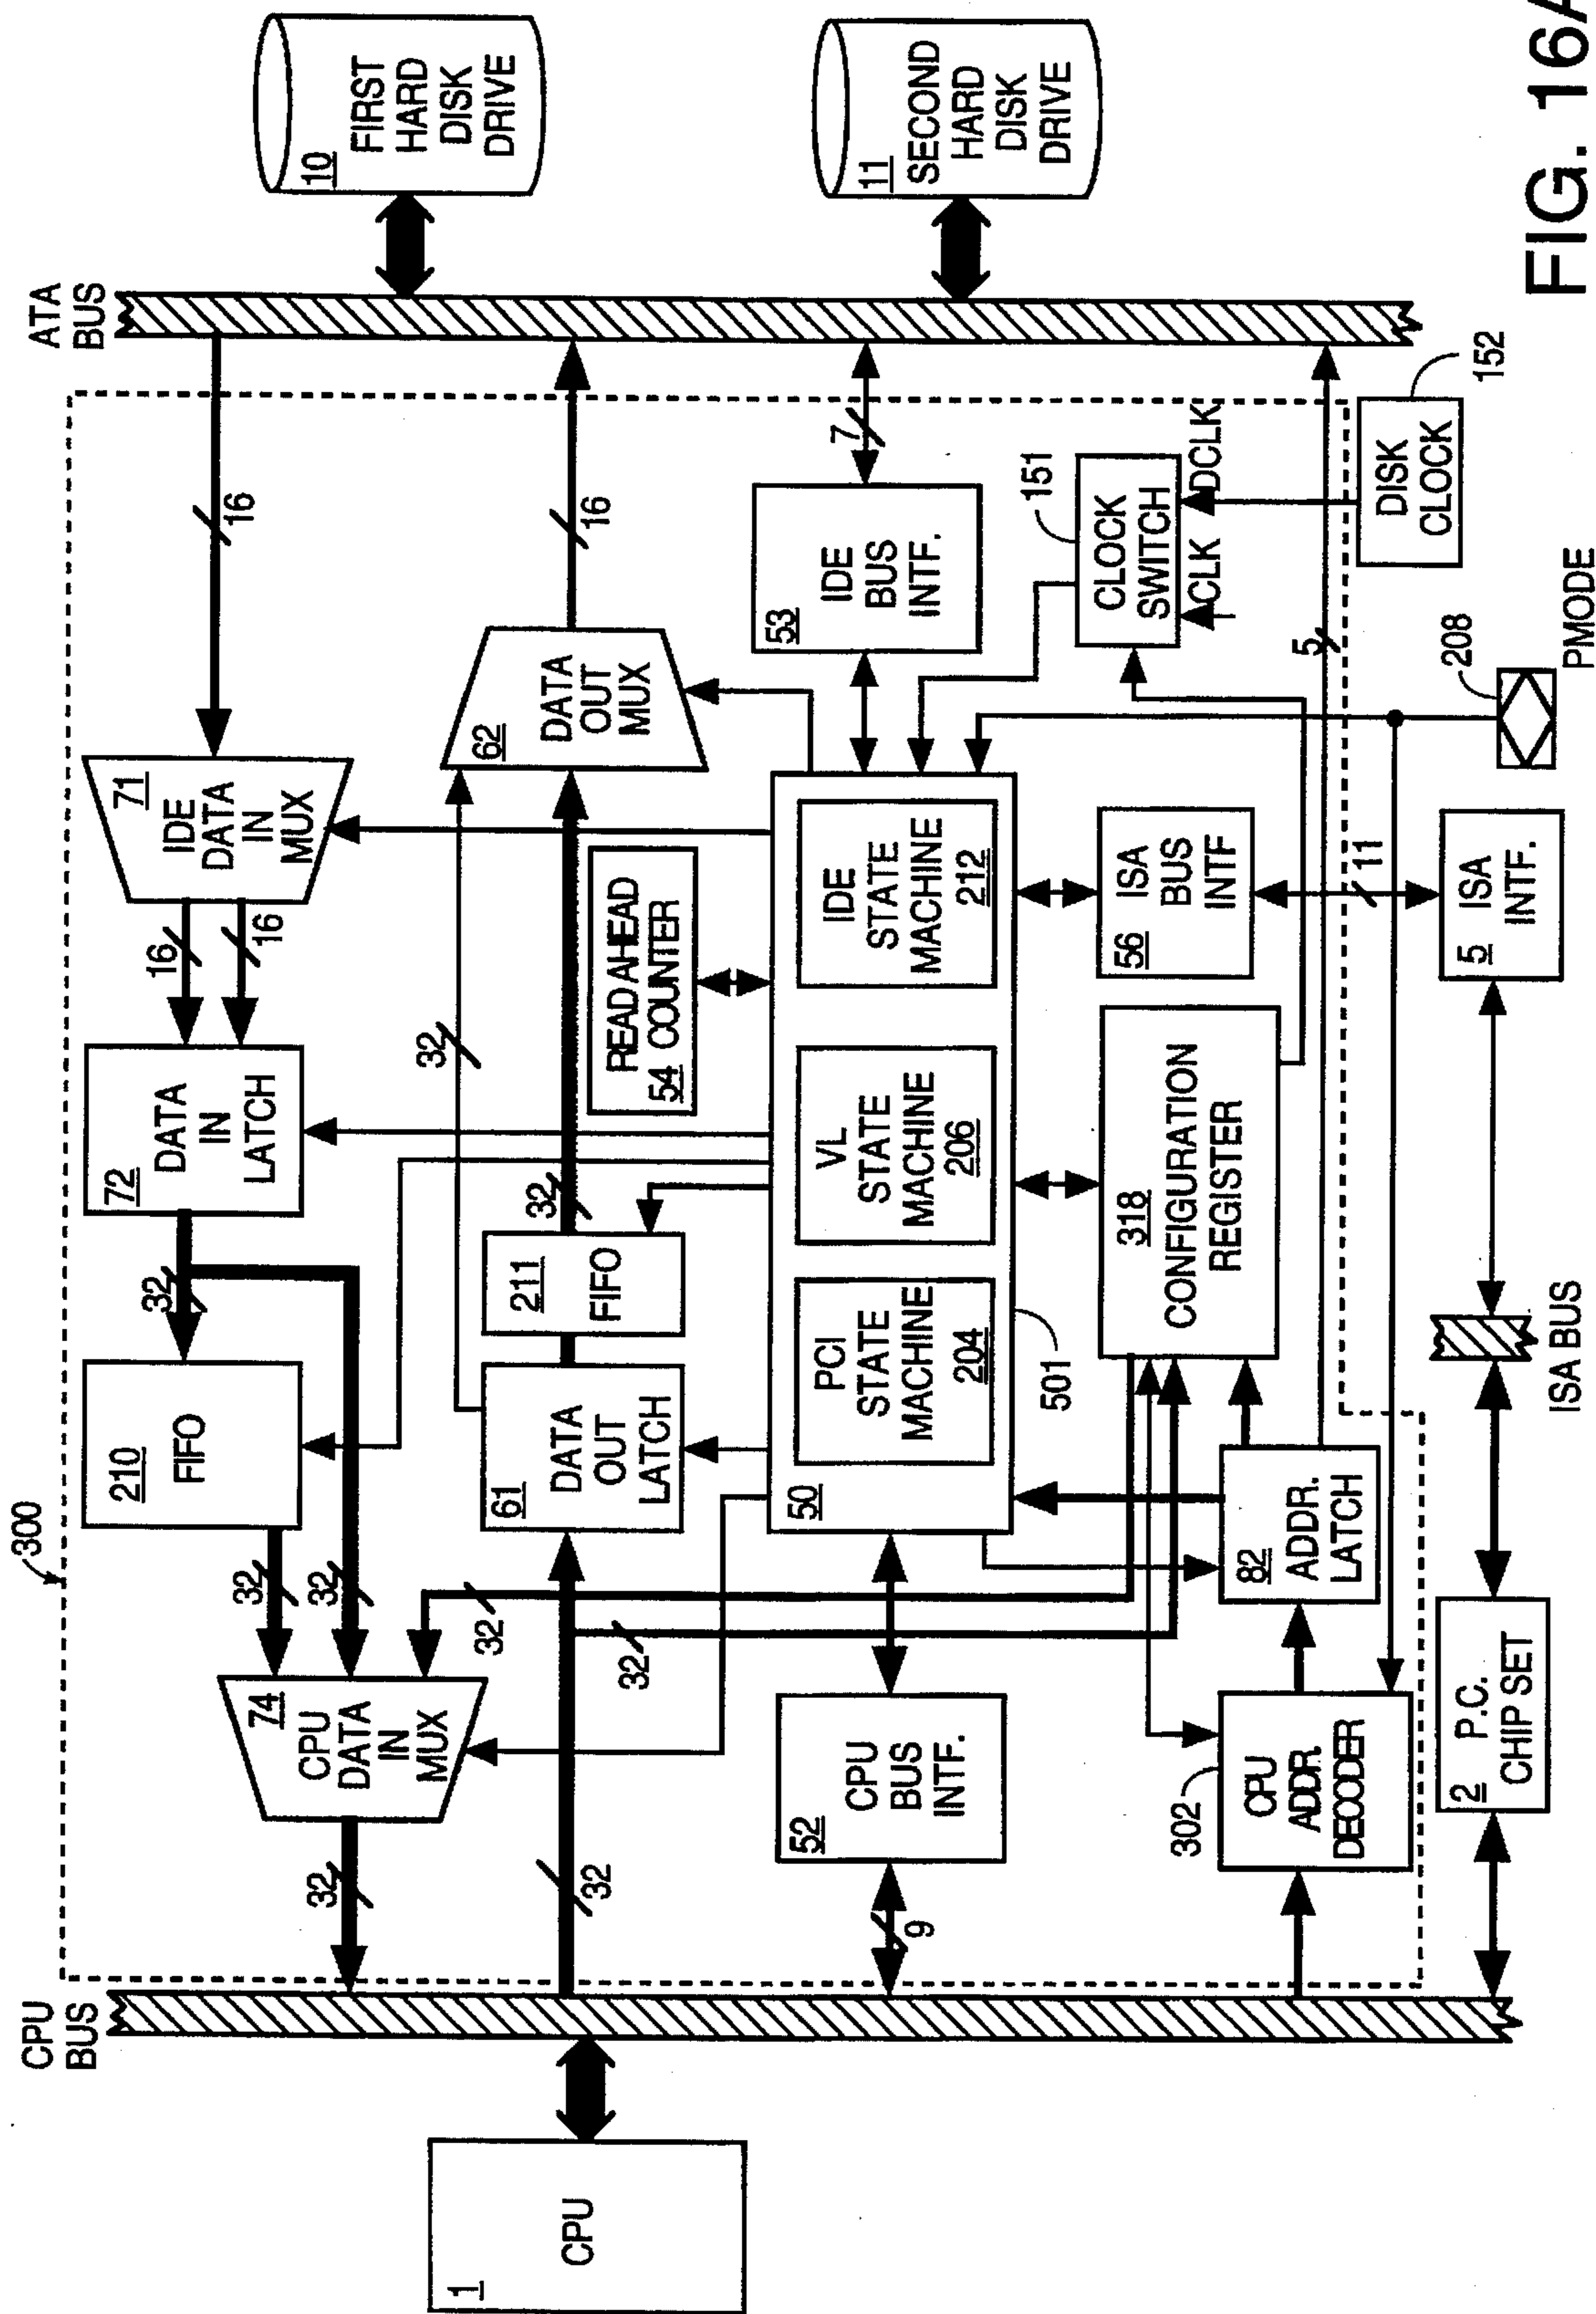 300
CPU
BUS
ATA
BUS
1
CPU
10
FIRST
HARD
DISK
DRIVE
11
SECOND
HARD
DISK
DRIVE
32
74
CPU
DATA
IN
MUX
32
32
32
210
FIFO
32
72
DATA
IN
LATCH
16
16
71
IDE
DATA
IN
MUX
16
32
32
61
DATA
OUT
LATCH
211
FIFO
32
32
62
DATA
OUT
MUX
16
READ AHEAD
54 COUNTER
9
52
CPU
BUS
INTF.
50
PCI
STATE
MACHINE
204
VL
STATE
MACHINE
206
IDE
STATE
MACHINE
212
501
53
IDE
BUS
INTF.
7
151
CLOCK
SWITCH
CLK
DCLK
302
CPU
ADDR.
DECODER
82
ADDR.
LATCH
318
CONFIGURATION
REGISTER
56
ISA
BUS
INTF
5
11
DISK
CLOCK
152
2
P.C.
CHIP SET
ISA BUS
5
ISA
INTF.
208
PMODE
FIG. 16A